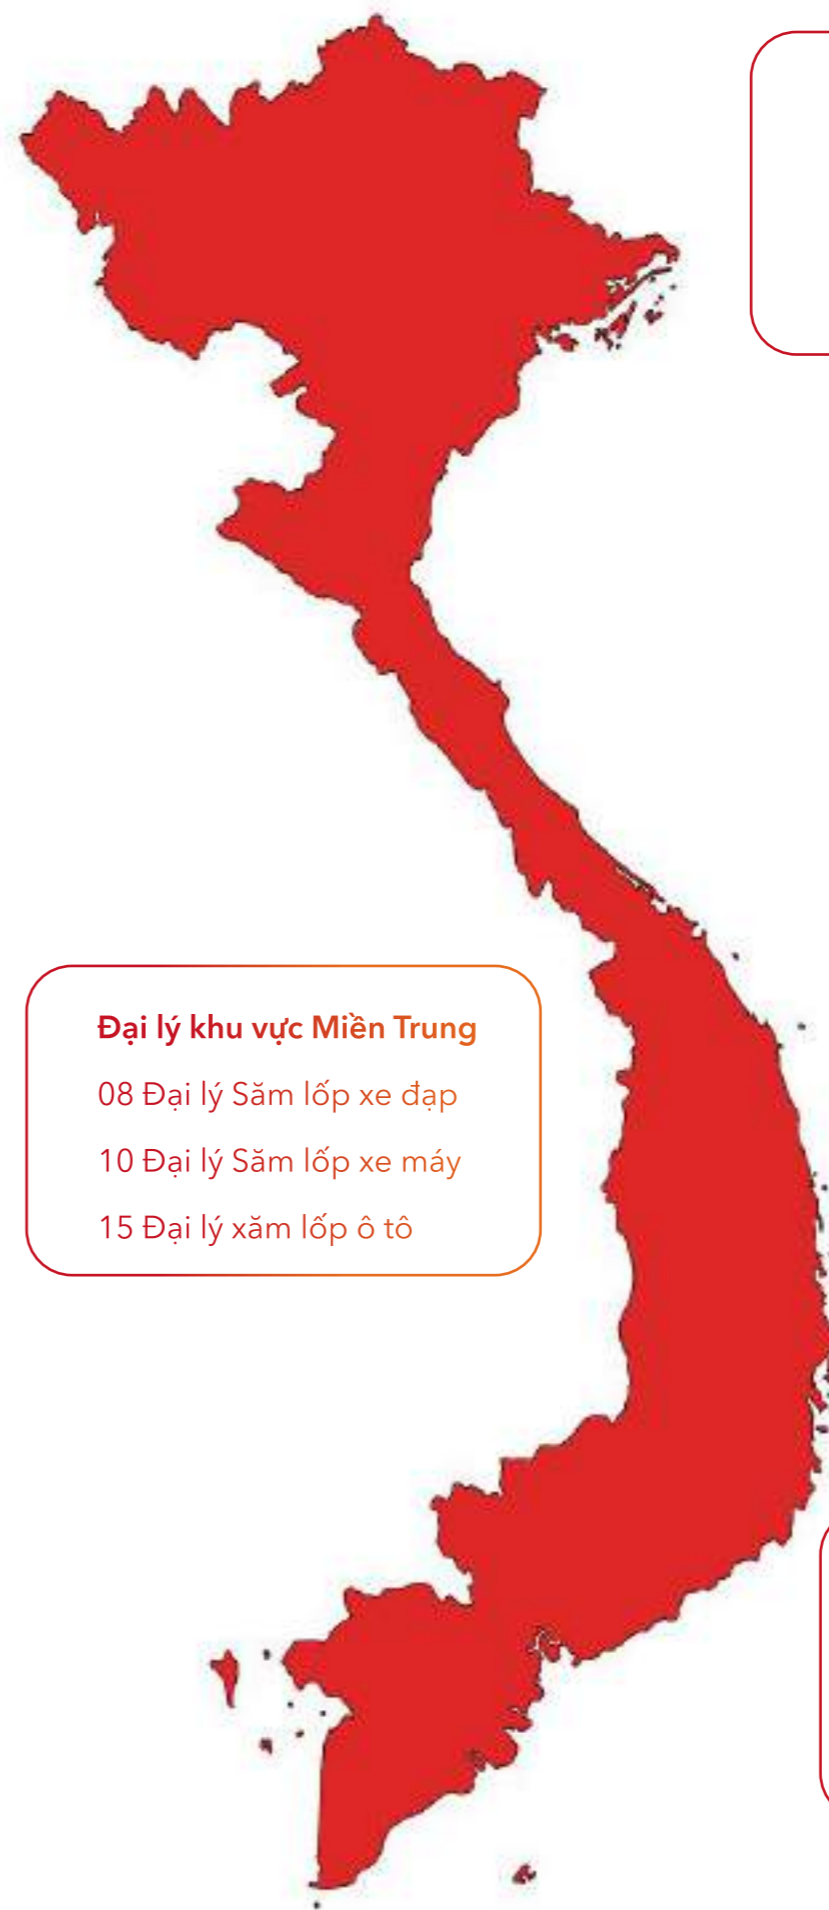 Đại lý khu vực Miền Trung
08 Đại lý Săm lốp xe đạp
10 Đại lý Săm lốp xe máy
15 Đại lý xăm lốp ô tô